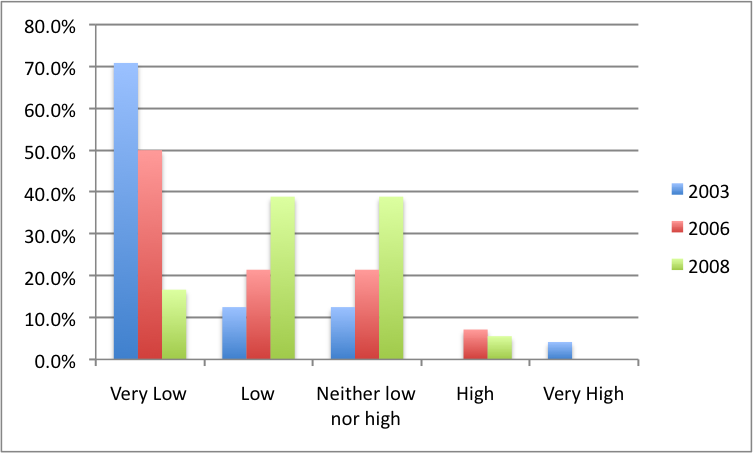 80.0%
70.0%
60.0%
50.0%
40.0%
30.0%
20.0%
10.0%
0.0%
Very Low
Low
Neither low
nor high
High
Very High
2003
2006
2008